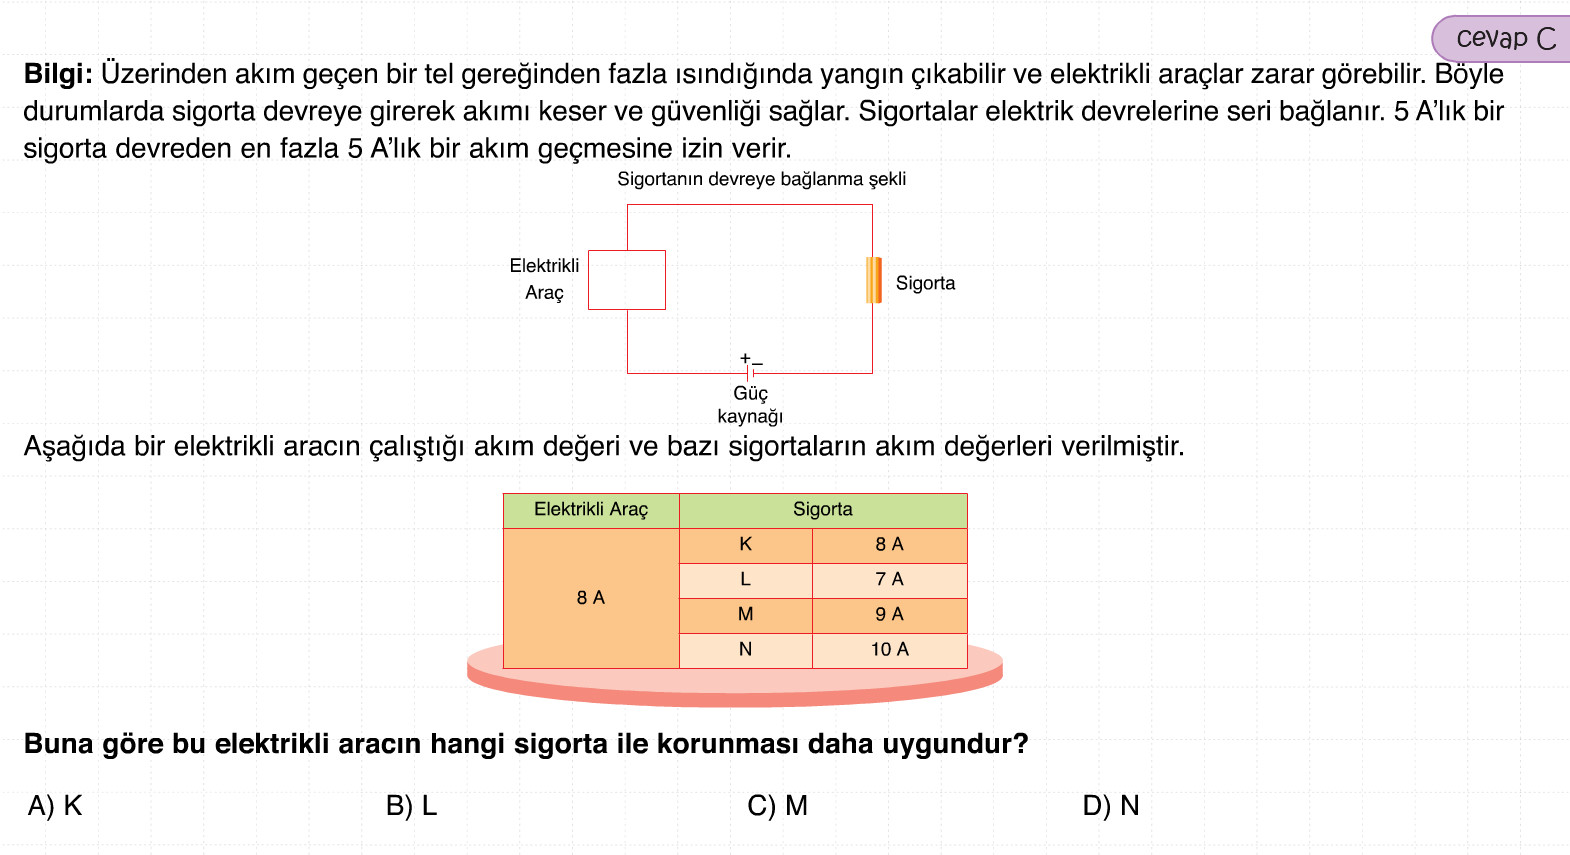 cevap C
Bilgi: Üzerinden akım geçen bir tel gereğinden fazla ısındığında yangın çıkabilir ve elektrikli araçlar zarar görebilir. Böyle
durumlarda sigorta devreye girerek akımı keser ve güvenliği sağlar. Sigortalar elektrik devrelerine seri bağlanır. 5 A’lık bir
sigorta devreden en fazla 5 A’lık bir akım geçmesine izin verir.
Sigortanın devreye bağlanma şekli
Elektrikli
Araç
Sigorta
+–
Güç
kaynağı
Aşağıda bir elektrikli aracın çalıştığı akım değeri ve bazı sigortaların akım değerleri verilmiştir.
Elektrikli Araç Sigorta
8 A
K 8 A
L 7 A
M 9 A
N 10 A
Buna göre bu elektrikli aracın hangi sigorta ile korunması daha uygundur?
A) K B) L C) M D) N